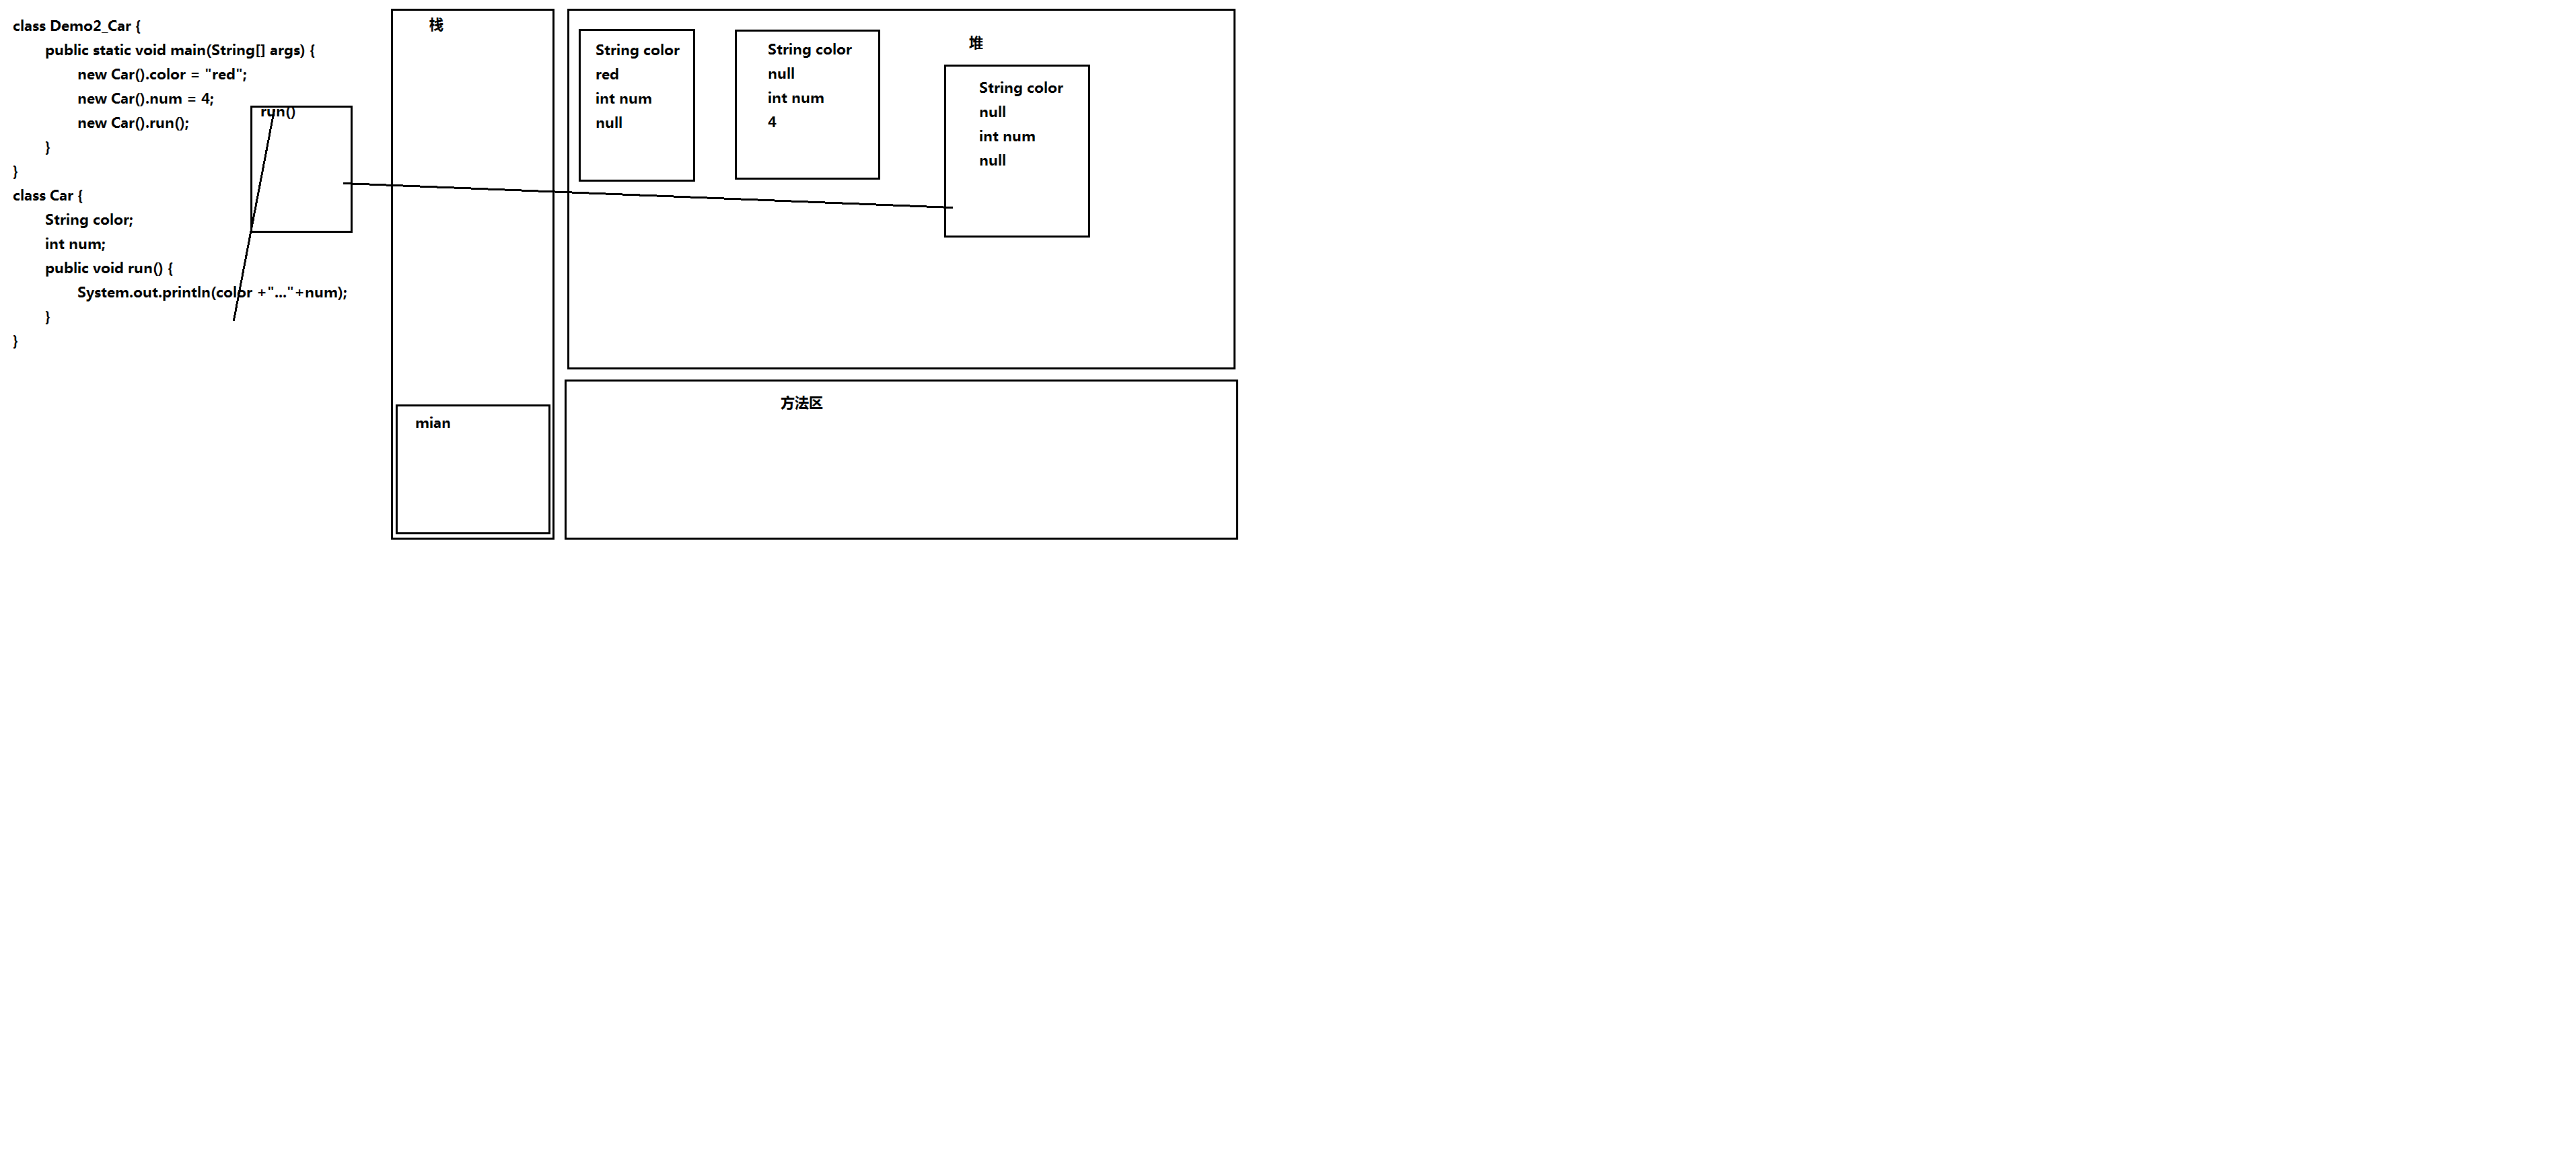 class Demo2_Car {
public static void main(String[] args) {
new Car().color = "red";
new Car().num = 4;
new Car().run();
}
}
class Car {
String color;
int num;
public void run() {
System.out.println(color +"..."+num);
}
}
run()
栈
mian
堆
String color
red
int num
null
String color
null
int num
4
String color
null
int num
null
方法区